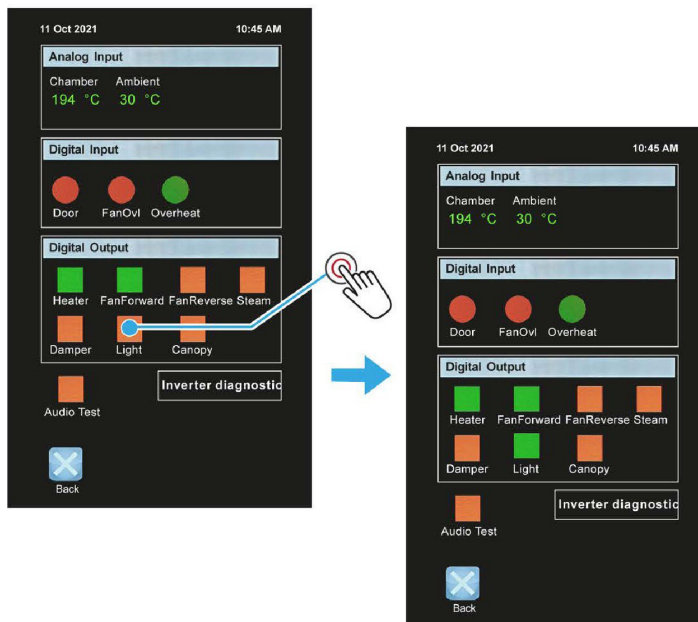 11 Oct 2021 10:45 AM
Analog Input
Chamber Ambient
194 °C 30 °C
Digital Input
Door FanOvl Overheat
Digital Output
Heater FanForward FanReverse Steam
Damper Light Canopy
Audio Test
Inverter diagnostic
Back
11 Oct 2021 10:45 AM
Analog Input
Chamber Ambient
194 °C 30 °C
Digital Input
Door FanOvl Overheat
Digital Output
Heater FanForward FanReverse Steam
Damper Light Canopy
Inverter diagnostic
Audio Test
Back